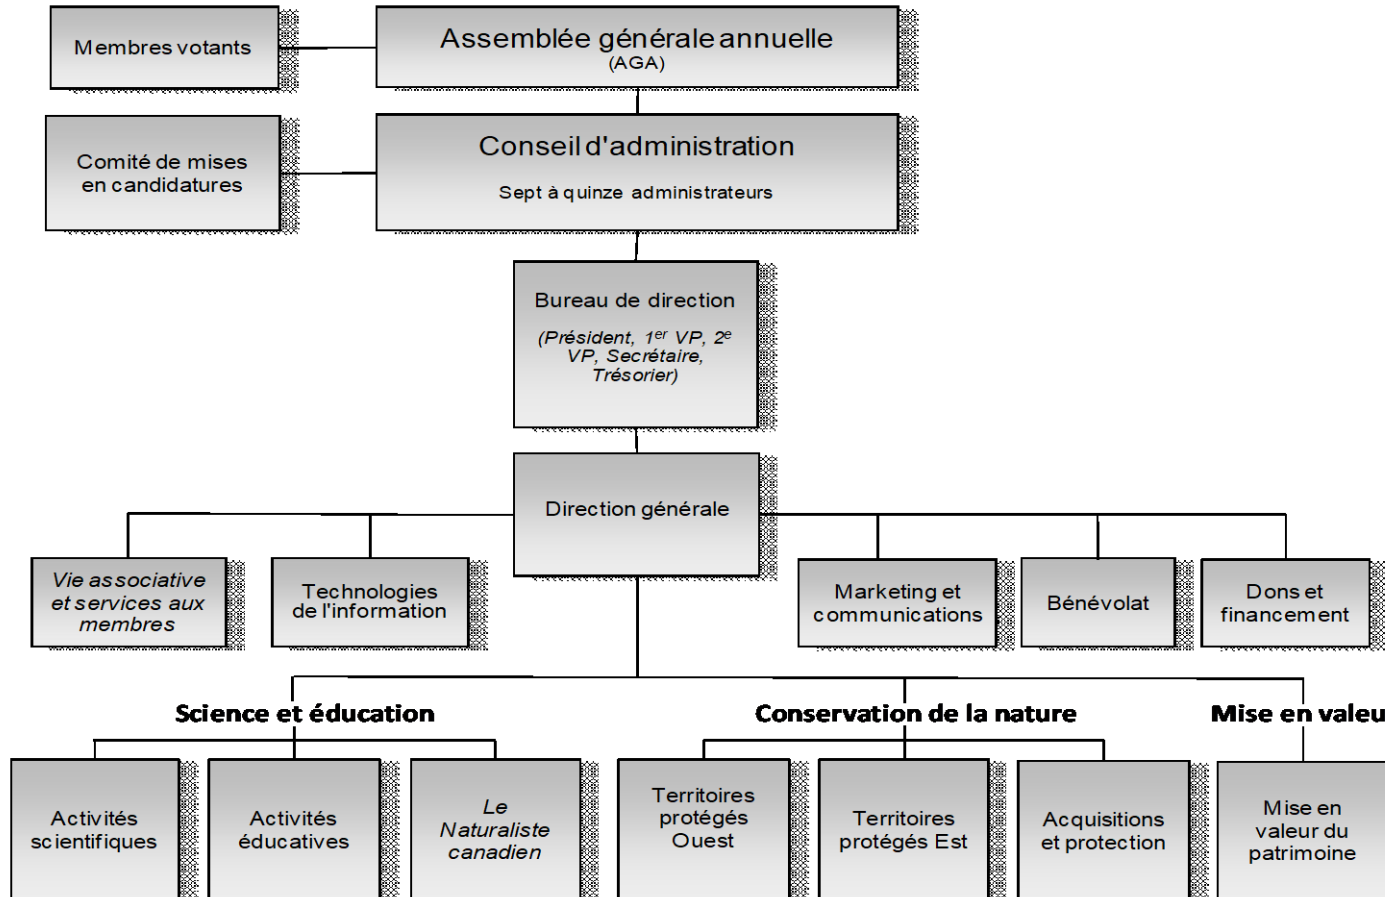 Membres votants
Assemblée générale annuelle
(AGA)
Comité de mises
en candidatures
Conseil d'administration
Sept à quinze administrateurs
Bureau de direction
(Président, 1er VP, 2e
VP, Secrétaire,
Trésorier)
Direction générale
Vie associative
et services aux
membres
Technologies
de l'information
Marketing et
communications
Bénévolat
Dons et
financement
Science et éducation
Conservation de la nature
Mise en valeu
Activités
scientifiques
Activités
éducatives
Le
Naturaliste
canadien
Territoires
protégés
Ouest
Territoires
protégés Est
Acquisitions
et protection
Mise en
valeur du
patrimoine